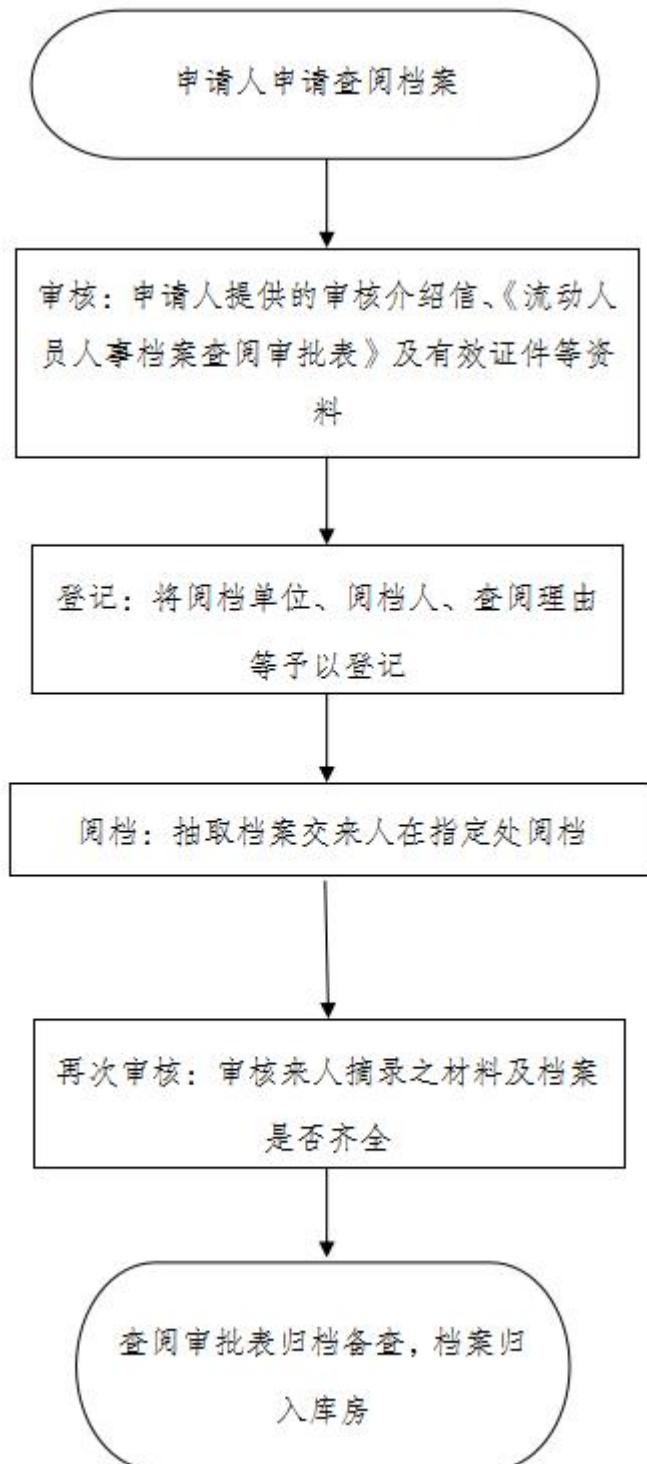 申请人申请查阅档案
审核：申请人提供的审核介绍信、《流动人
员人事档案查阅审批表》及有效证件等资
料
登记：将阅档单位、阅档人、查阅理由
等予以登记
阅档：抽取档案交来人在指定处阅档
再次审核：审核来人摘录之材料及档案
是否齐全
查阅审批表归档备查，档案归
入库房